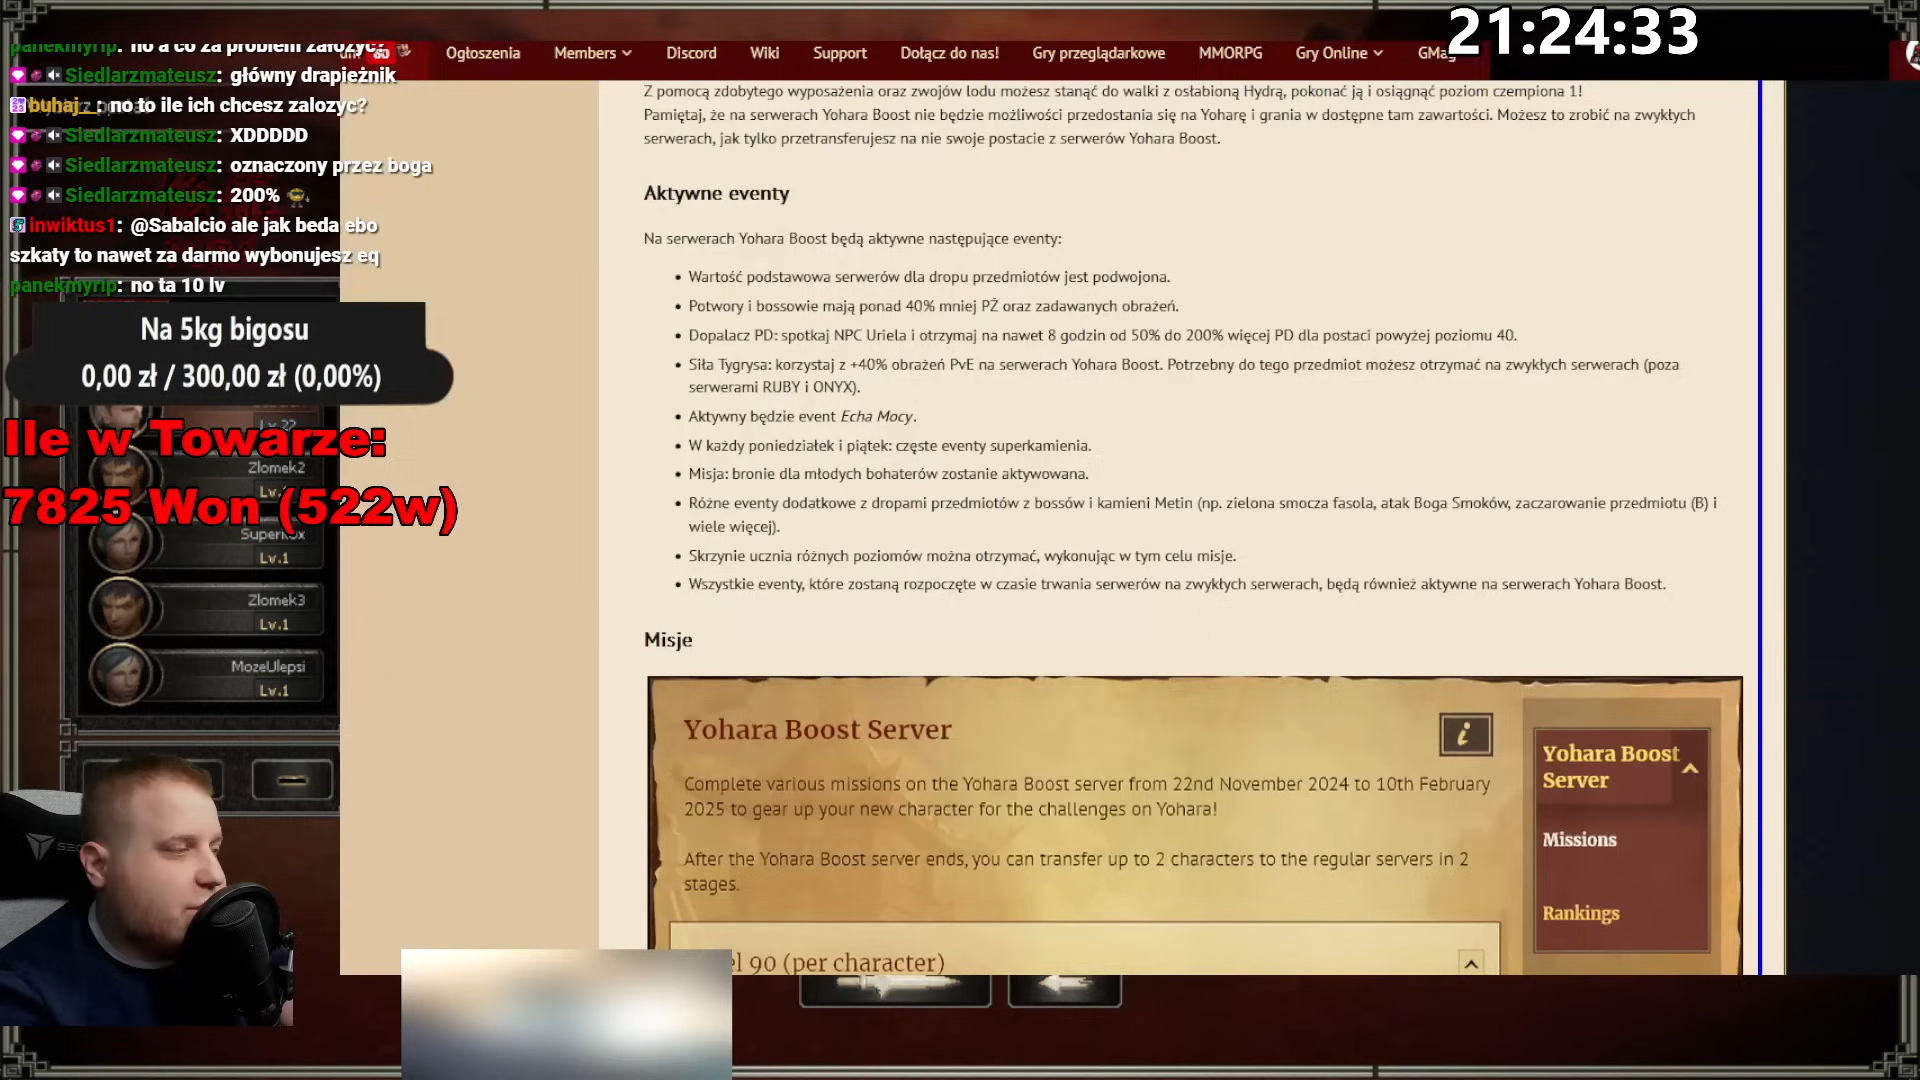 21:24:33
panekmyrip: no a co za problem założyć?
Siedlarzmateusz: główny drapieżnik
buhaj__: no to ile ich chcesz zalozyc?
Siedlarzmateusz: XDDDDD
Siedlarzmateusz: oznaczony przez boga
Siedlarzmateusz: 200%
inwiktus1: @Sabalcio ale jak beda ebo
szkaty to nawet za darmo wybonujesz eq
panekmyrip: no ta 10 lv
Na 5kg bigosu
0,00 zł / 300,00 zł (0,00%)
Ile w Towarze:
7825 Won (522w)
Zlomek2
Lv.1
Zlomek3
Lv.1
MozeUlepsi
Lv.1
80
Ogłoszenia
Members
Discord
Wiki
Support
Dołącz do nas!
Gry przeglądarkowe
MMORPG
Gry Online
Z pomocą zdobytego wyposażenia oraz zwojów lodu możesz stanąć do walki z osłabioną Hydrą, pokonać ją i osiągnąć poziom czempiona 1!
Pamiętaj, że na serwerach Yohara Boost nie będzie możliwości przedostania się na Yoharę i grania w dostępne tam zawartości. Możesz to zrobić na zwykłych
serwerach, jak tylko przetransferujesz na nie swoje postacie z serwerów Yohara Boost.
Aktywne eventy
Na serwerach Yohara Boost będą aktywne następujące eventy:
• Wartość podstawowa serwerów dla dropu przedmiotów jest podwojona.
• Potwory i bossowie mają ponad 40% mniej PŻ oraz zadawanych obrażeń.
• Dopalacz PD: spotkaj NPC Uriela i otrzymaj na nawet 8 godzin od 50% do 200% więcej PD dla postaci powyżej poziomu 40.
• Siła Tygrysa: korzystaj z +40% obrażeń PvE na serwerach Yohara Boost. Potrzebny do tego przedmiot możesz otrzymać na zwykłych serwerach (poza
serwerami RUBY i ONYX).
• Aktywny będzie event Echa Mocy.
• W każdy poniedziałek i piątek: częste eventy superkamienia.
• Misja: bronie dla młodych bohaterów zostanie aktywowana.
• Różne eventy dodatkowe z dropami przedmiotów z bossów i kamieni Metin (np. zielona smocza fasola, atak Boga Smoków, zaczarowanie przedmiotu (B) i
wiele więcej).
• Skrzynie ucznia różnych poziomów można otrzymać, wykonując w tym celu misje.
• Wszystkie eventy, które zostaną rozpoczęte w czasie trwania serwerów na zwykłych serwerach, będą również aktywne na serwerach Yohara Boost.
Misje
Yohara Boost Server
Complete various missions on the Yohara Boost server from 22nd November 2024 to 10th February
2025 to gear up your new character for the challenges on Yohara!
After the Yohara Boost server ends, you can transfer up to 2 characters to the regular servers in 2
stages.
90 (per character)
Yohara Boost
Server
Missions
Rankings